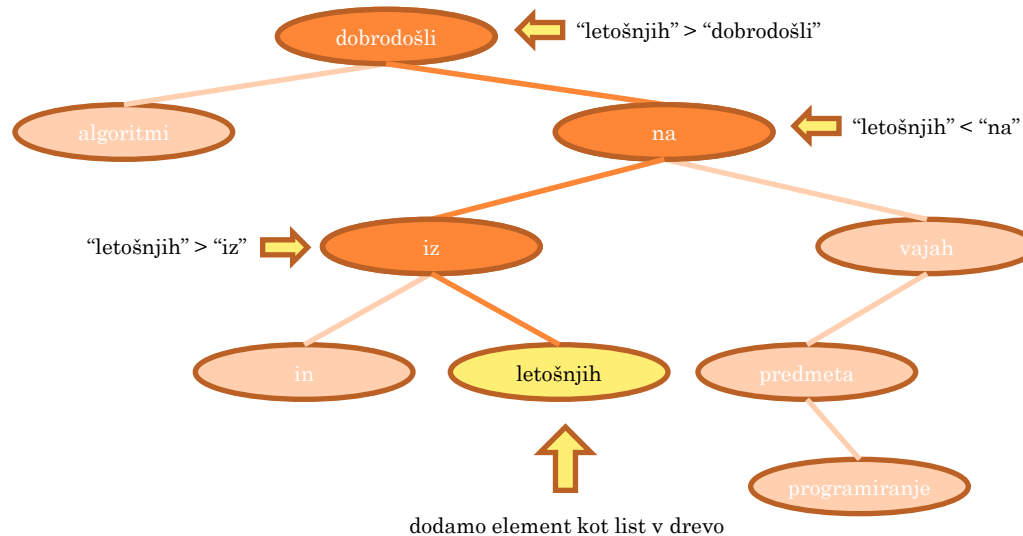 dobrodošli
“letošnjih” > “dobrodošli”
algoritmi
na
“letošnjih” < “na”
“letošnjih” > “iz”
iz
vajah
in
letošnjih
predmeta
programiranje
dodamo element kot list v drevo